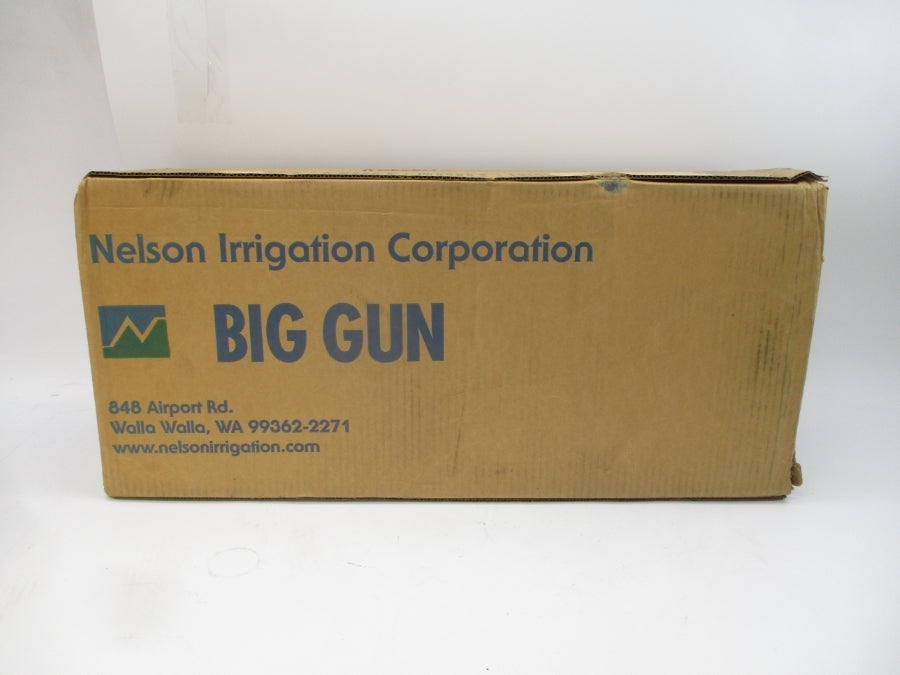 Nelson Irrigation Corporation
BIG GUN
848 Airport Rd.
Walla Walla, WA 99362-2271
www.nelsonirrigation.com